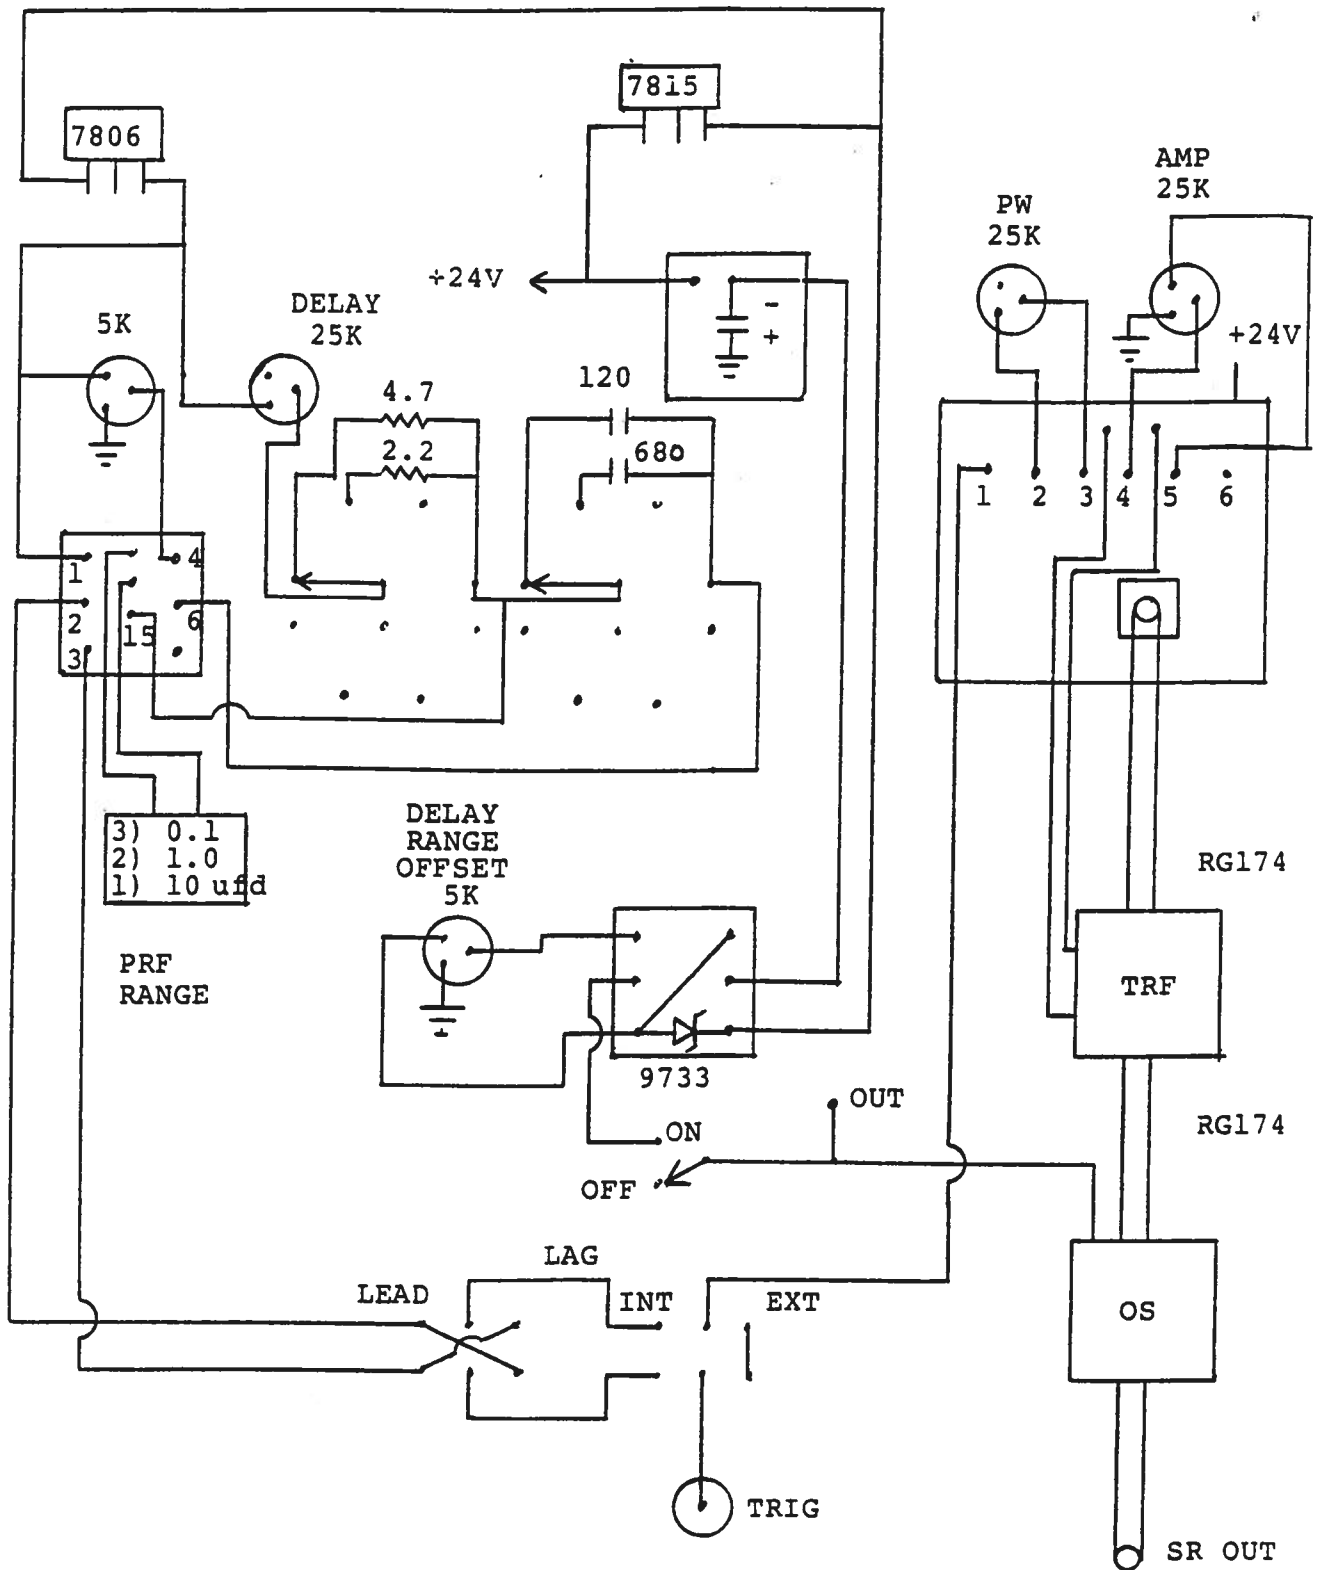 7815
7806
AMP
25K
PW
25K
+24V
DELAY
25K
5K
+24V
120
4.7
680
2.2
1
2
3
4
5
6
1
4
2
15
6
3
3) 0.1
2) 1.0
1) 10 ufd
DELAY
RANGE
OFFSET
5K
RG174
PRF
RANGE
TRF
9733
OUT
RG174
ON
OFF
LAG
LEAD
INT
EXT
OS
TRIG
SR OUT
-
+